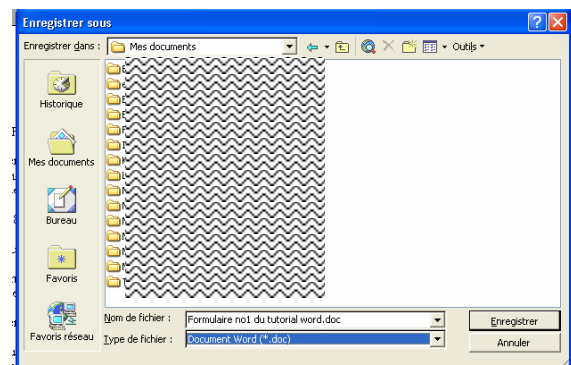 Enregistrer sous
Enregistrer dans : Mes documents Outils
Historique
Mes documents
Bureau
Favoris
Favoris réseau
Nom de fichier : Formulaire no1 du tutorial word.doc Enregistrer
Type de fichier : Document Word (*.doc) Annuler